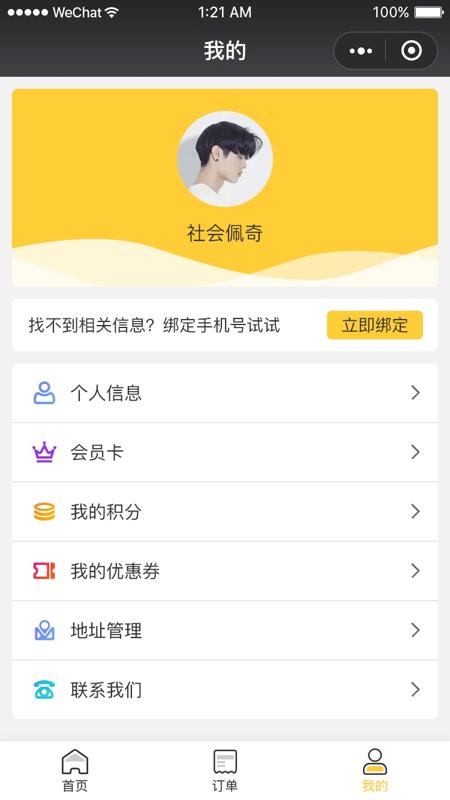 WeChat 1:21 AM 100%
我的
社会佩奇
找不到相关信息？绑定手机号试试 立即绑定
个人信息
会员卡
我的积分
我的优惠券
地址管理
联系我们
首页 订单 我的